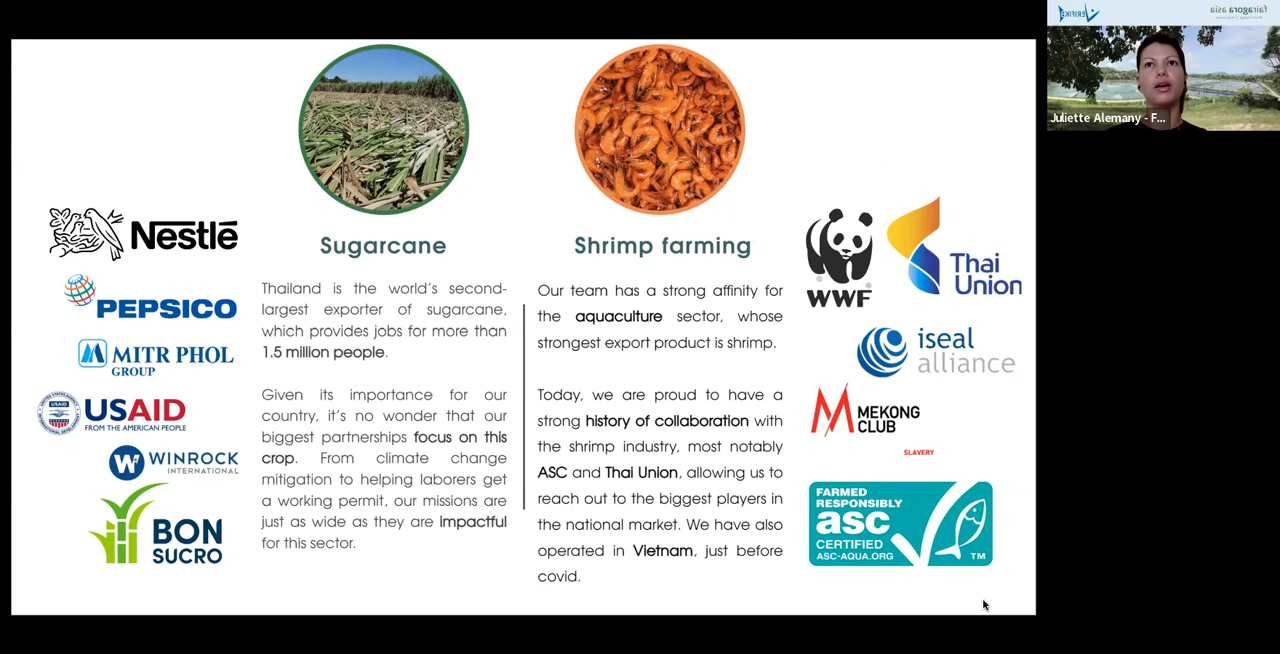 Sugarcane
Thailand is the world's second-
largest exporter of sugarcane,
which provides jobs for more than
1.5 million people.
Given its importance for our
country, it's no wonder that our
biggest partnerships focus on this
crop. From climate change
mitigation to helping laborers get
a working permit, our missions are
just as wide as they are impactful
for this sector.
Shrimp farming
Our team has a strong affinity for
the aquaculture sector, whose
strongest export product is shrimp.
Today, we are proud to have a
strong history of collaboration with
the shrimp industry, most notably
ASC and Thai Union, allowing us to
reach out to the biggest players in
the national market. We have also
operated in Vietnam, just before
covid.
Nestlé
PEPSICO
MITR PHOL
GROUP
USAID
USAID
FROM THE AMERICAN PEOPLE
W
WINROCK
INTERNATIONAL
BON
SUCRO
WWF
Thai
Union
iseal
alliance
MEKONG
CLUB
SLAVERY
FARMED
RESPONSIBLY
asc
CERTIFIED
ASC-AQUA.ORG
TM
VERIFIK8
fairagora asia
Juliette Alemany - F...